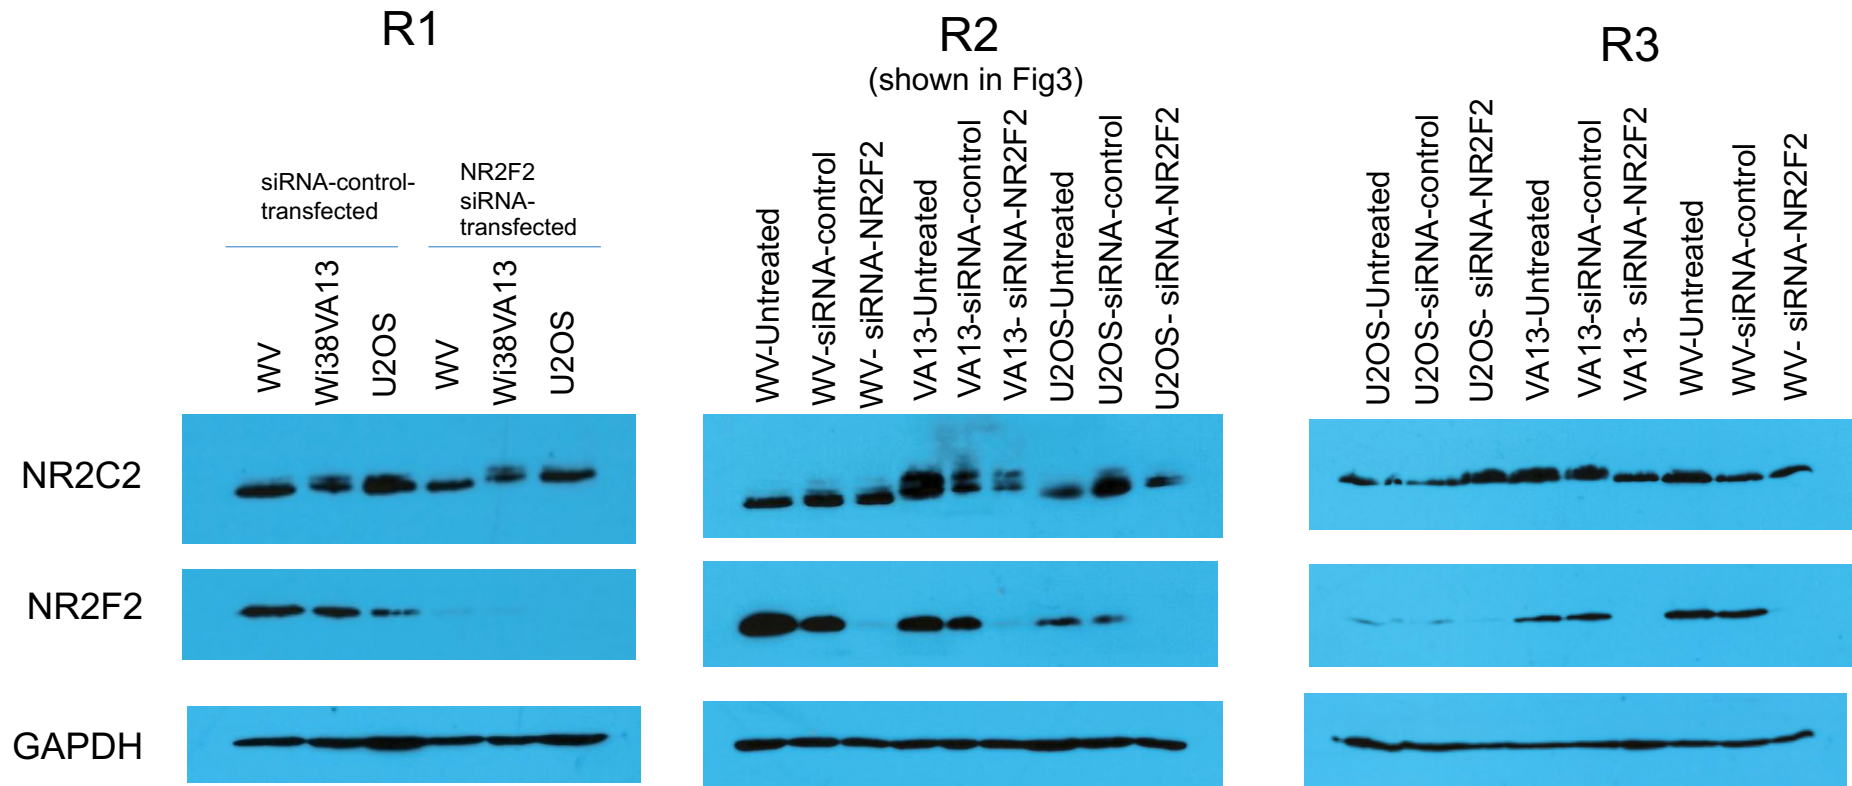 R1
siRNA-control-
transfected
NR2F2
siRNA-
transfected
WV
Wi38VA13
U2OS
WV
Wi38VA13
U2OS
R2
(shown in Fig3)
WV-Untreated
WV-siRNA-control
WV- siRNA-NR2F2
VA13-Untreated
VA13-siRNA-control
VA13- siRNA-NR2F2
U2OS-Untreated
U2OS-siRNA-control
U2OS- siRNA-NR2F2
R3
U2OS-Untreated
U2OS-siRNA-control
U2OS- siRNA-NR2F2
VA13-Untreated
VA13-siRNA-control
VA13- siRNA-NR2F2
WV-Untreated
WV-siRNA-control
WV- siRNA-NR2F2
NR2C2
NR2F2
GAPDH